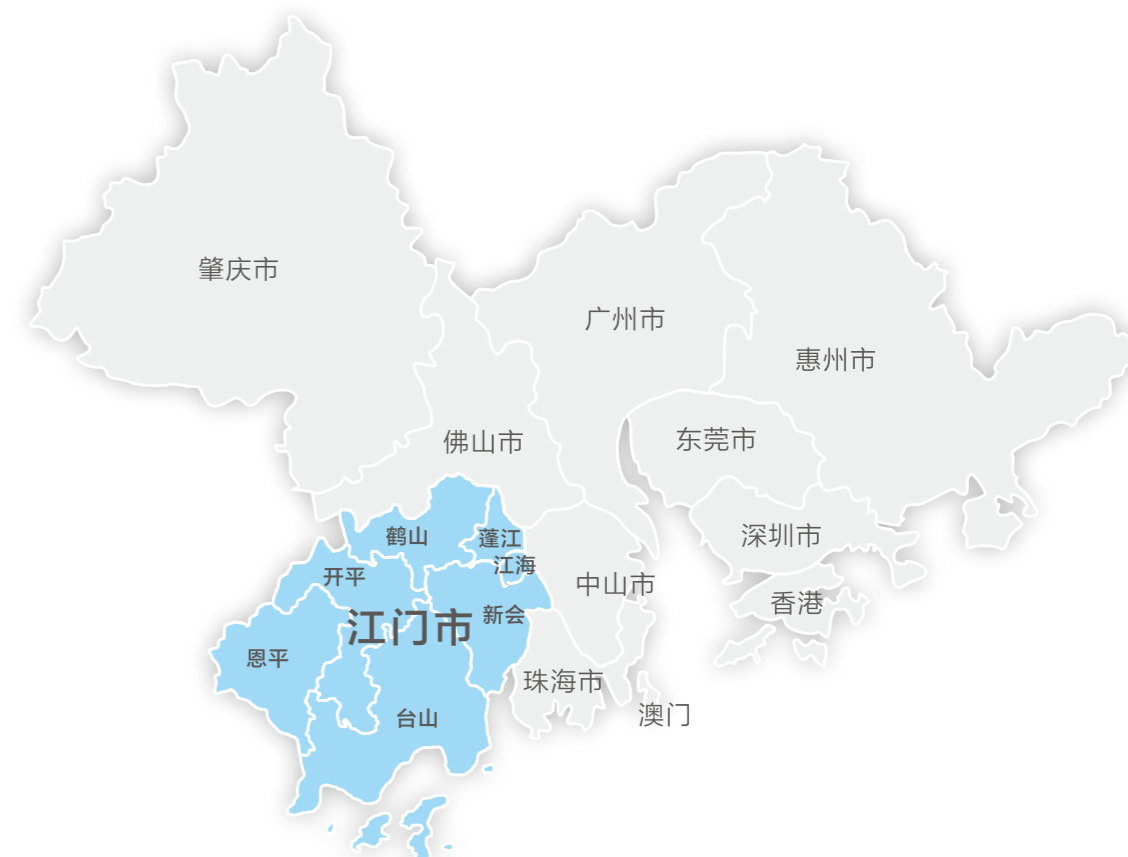 肇庆市
广州市
惠州市
佛山市
东莞市
鹤山
蓬江
深圳市
江海
开平
中山市
香港
新会
江门市
恩平
珠海市
台山
澳门